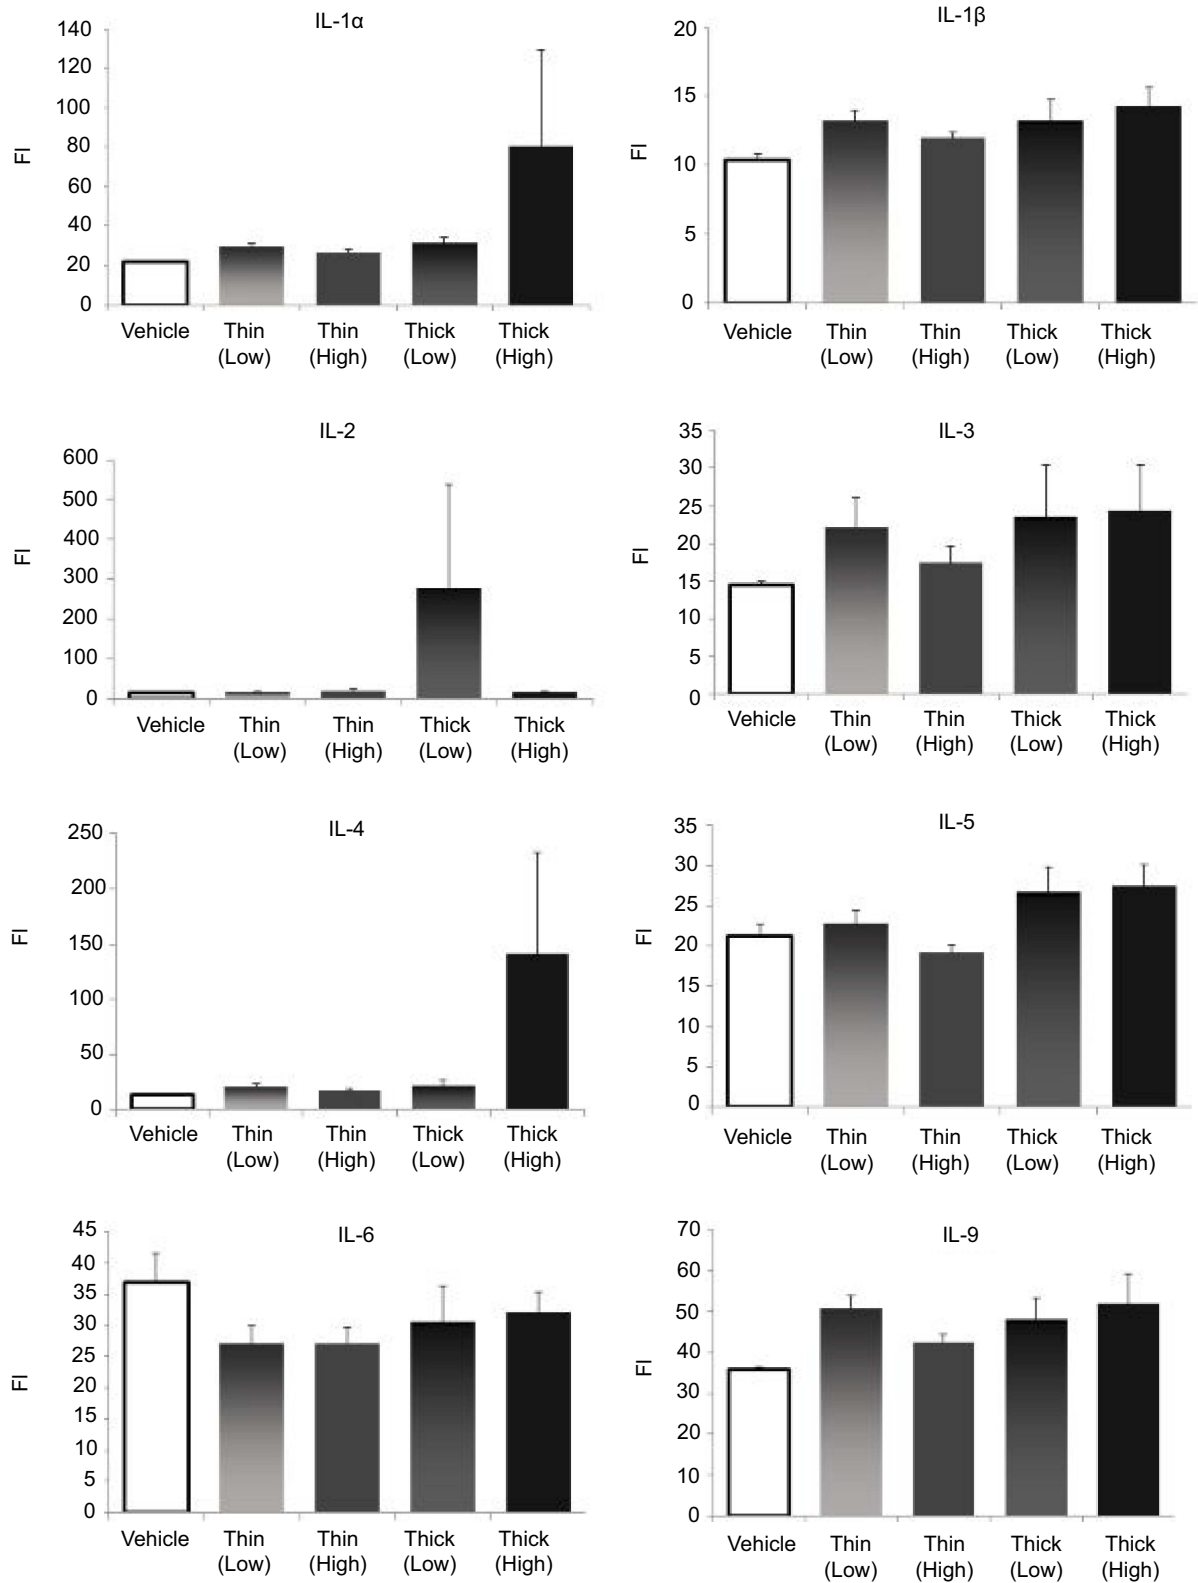 IL-1α
140
120
100
80
60
40
20
0
FI
Vehicle Thin Thin Thick Thick
(Low) (High) (Low) (High)
IL-1β
20
15
10
5
0
FI
Vehicle Thin Thin Thick Thick
(Low) (High) (Low) (High)
IL-2
600
500
400
300
200
100
0
FI
Vehicle Thin Thin Thick Thick
(Low) (High) (Low) (High)
IL-3
35
30
25
20
15
10
5
0
FI
Vehicle Thin Thin Thick Thick
(Low) (High) (Low) (High)
IL-4
250
200
150
100
50
0
FI
Vehicle Thin Thin Thick Thick
(Low) (High) (Low) (High)
IL-5
35
30
25
20
15
10
5
0
FI
Vehicle Thin Thin Thick Thick
(Low) (High) (Low) (High)
IL-6
45
40
35
30
25
20
15
10
5
0
FI
Vehicle Thin Thin Thick Thick
(Low) (High) (Low) (High)
IL-9
70
60
50
40
30
20
10
0
FI
Vehicle Thin Thin Thick Thick
(Low) (High) (Low) (High)